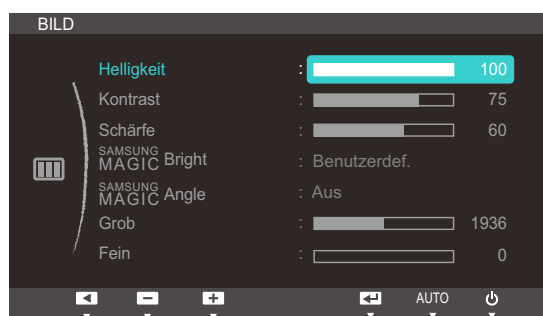 BILD
Helligkeit : 100
Kontrast : 75
Schärfe : 60
SAMSUNG MAGIC Bright : Benutzerdef.
SAMSUNG MAGIC Angle : Aus
Grob : 1936
Fein : 0
AUTO